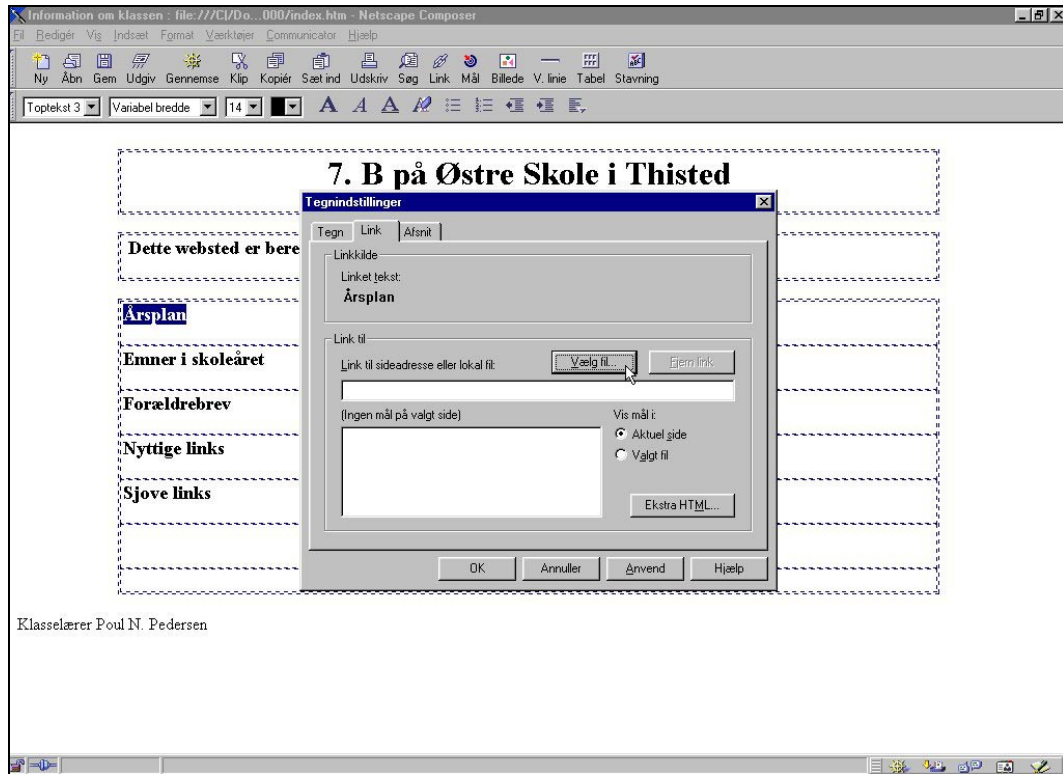 Information om klassen : file:///C|/Do...000/index.htm - Netscape Composer
Fil Redigér Vis Indsæt Format Værktøjer Communicator Hjælp
Ny Åbn Gem Udgiv Gennemse Klip Kopiér Sæt ind Udskriv Søg Link Mål Billede V. linie Tabel Stavning
Toptekst 3 Variabel bredde 14 A A A
7. B på Østre Skole i Thisted
Tegnindstillinger
Tegn Link Afsnit
Dette websted er bere
Linkkilde
Linket tekst:
Årsplan
Årsplan
Link til
Link til sideadresse eller lokal fil: Vælg fil... Fjern link
Emner i skoleåret
Forældrebrev
(Ingen mål på valgt side) Vis mål i:
Aktuel side
Nyttige links
Valgt fil
Sjove links
Ekstra HTML...
OK Annuller Anvend Hjælp
Klasselærer Poul N. Pedersen